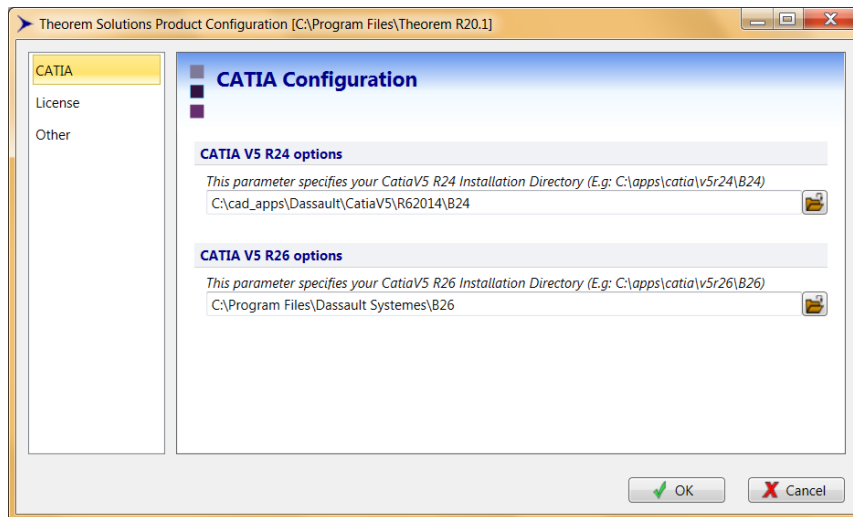 Theorem Solutions Product Configuration [C:\Program Files\Theorem R20.1]
CATIA
License
Other
CATIA Configuration
CATIA V5 R24 options
This parameter specifies your CatiaV5 R24 Installation Directory (E.g: C:\apps\catia\v5r24\B24)
C:\cad_apps\Dassault\CatiaV5\R62014\B24
CATIA V5 R26 options
This parameter specifies your CatiaV5 R26 Installation Directory (E.g: C:\apps\catia\v5r26\B26)
C:\Program Files\Dassault Systemes\B26
OK
Cancel